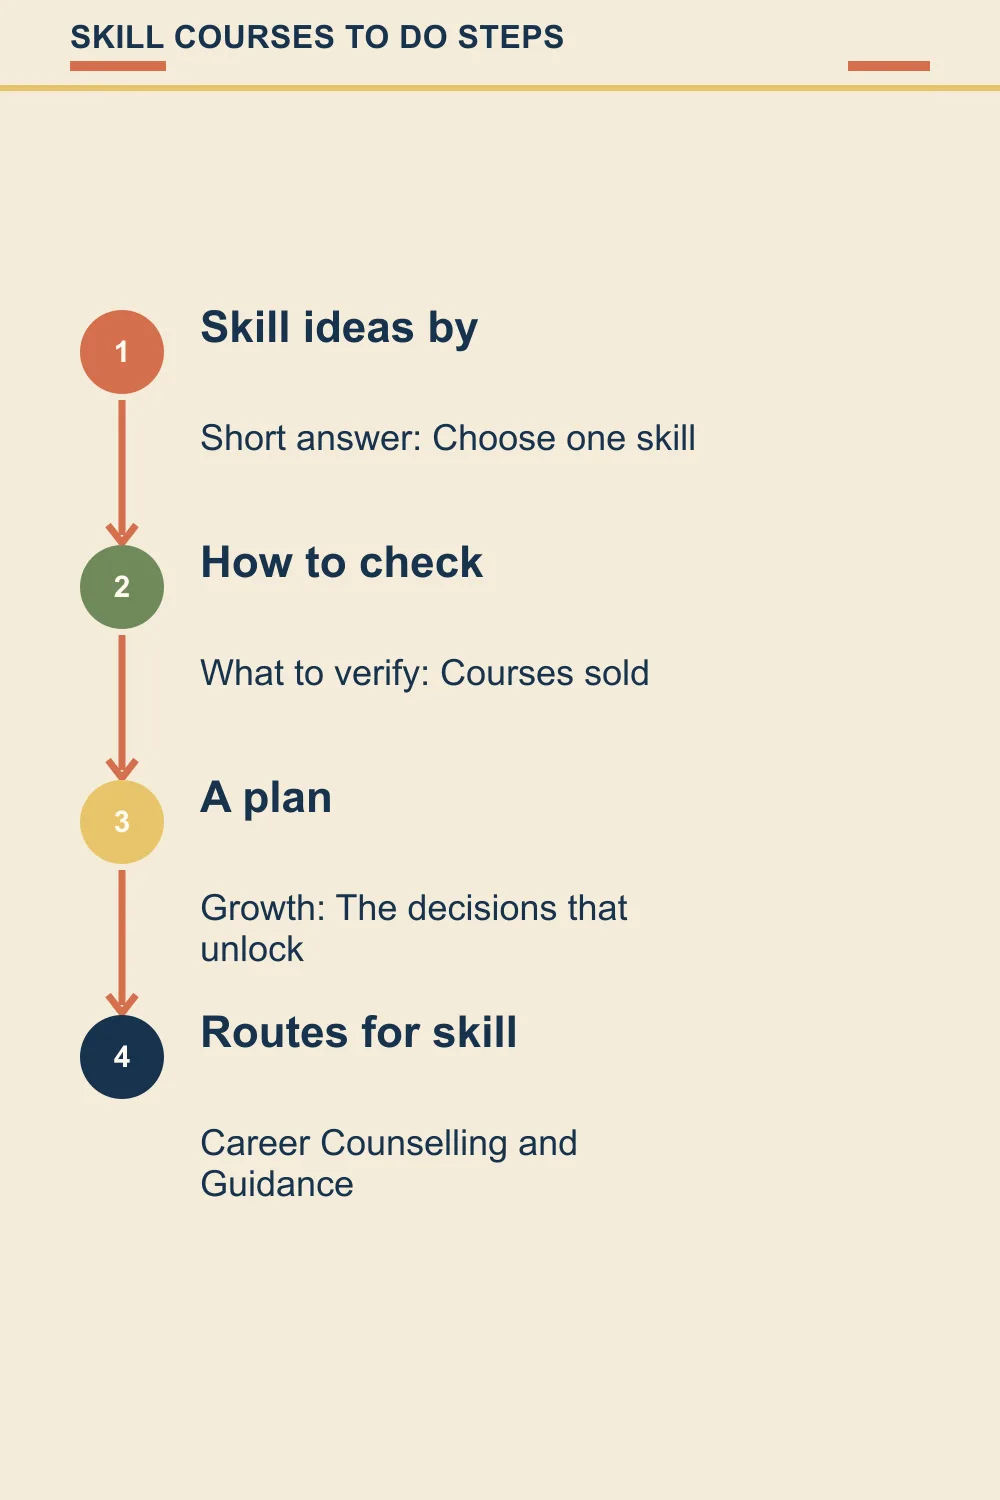 SKILL COURSES TO DO STEPS
1
Skill ideas by
Short answer: Choose one skill
2
How to check
What to verify: Courses sold
3
A plan
Growth: The decisions that
unlock
4
Routes for skill
Career Counselling and
Guidance